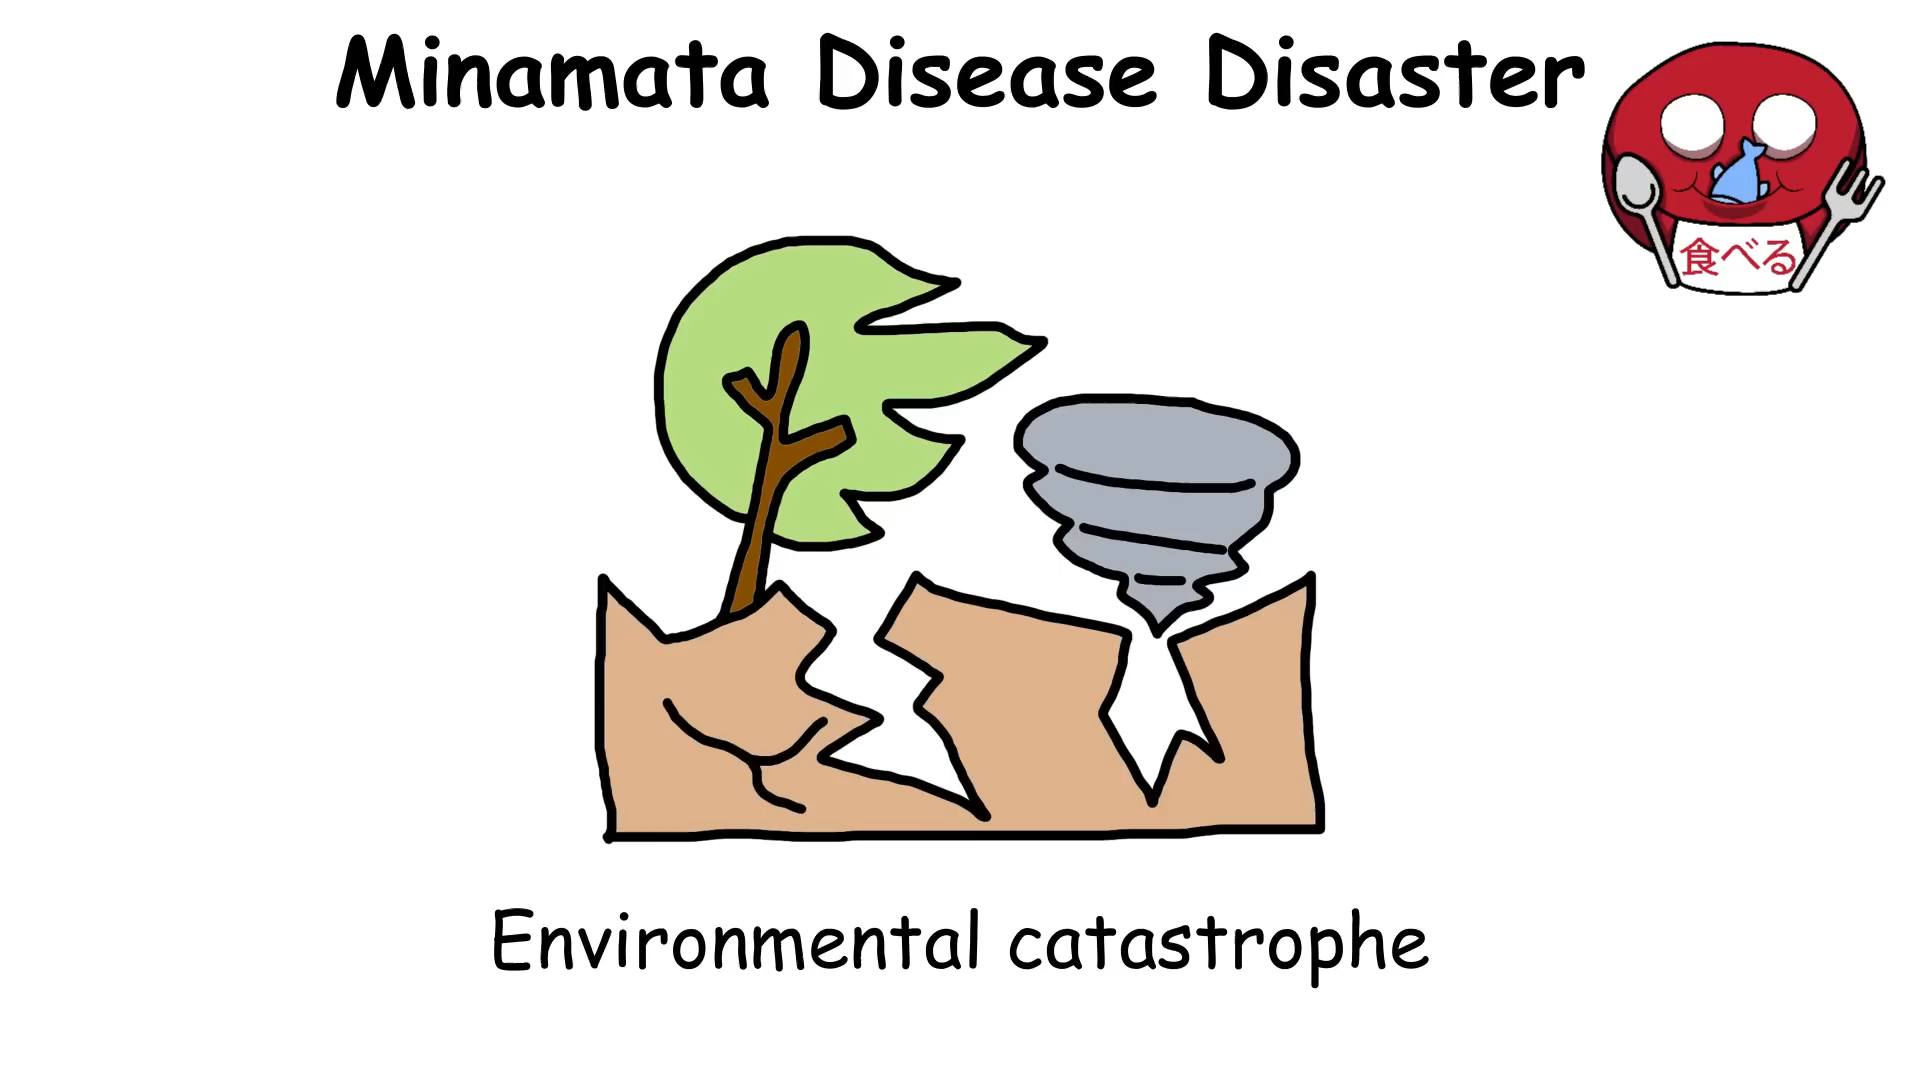 Minamata Disease Disaster
食べる
Environmental catastrophe